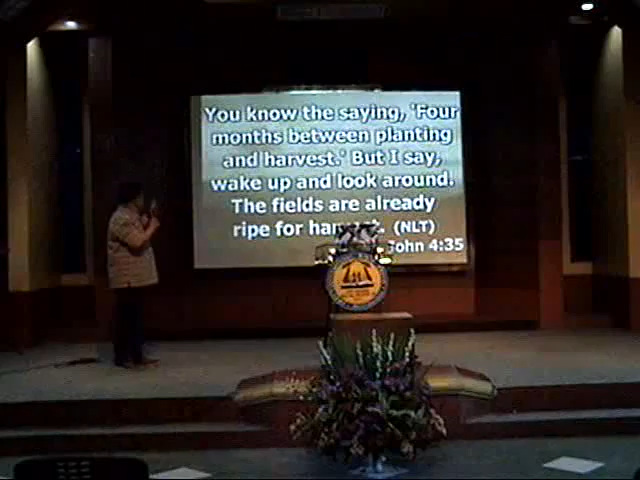 You know the saying, 'Four
months between planting
and harvest.' But I say,
wake up and look around.
The fields are already
ripe for harvest. (NLT)
John 4:35